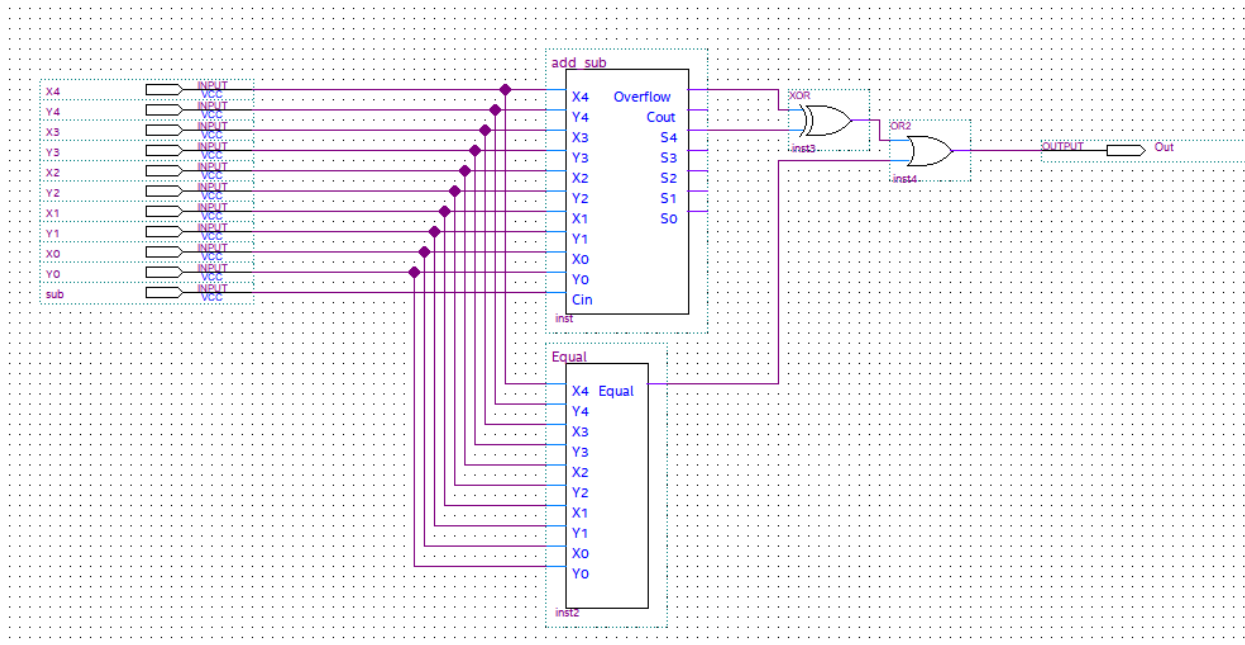 X4 INPUT VCC
Y4 INPUT VCC
X3 INPUT VCC
Y3 INPUT VCC
X2 INPUT VCC
Y2 INPUT VCC
X1 INPUT VCC
Y1 INPUT VCC
X0 INPUT VCC
Y0 INPUT VCC
sub INPUT VCC
add_sub
X4 Overflow
Y4 Cout
X3 S4
Y3 S3
X2 S2
Y2 S1
X1 S0
Y1
X0
Y0
Cin
inst
XOR
inst3
OR2
inst4
OUTPUT Out
Equal
X4 Equal
Y4
X3
Y3
X2
Y2
X1
Y1
X0
Y0
inst2